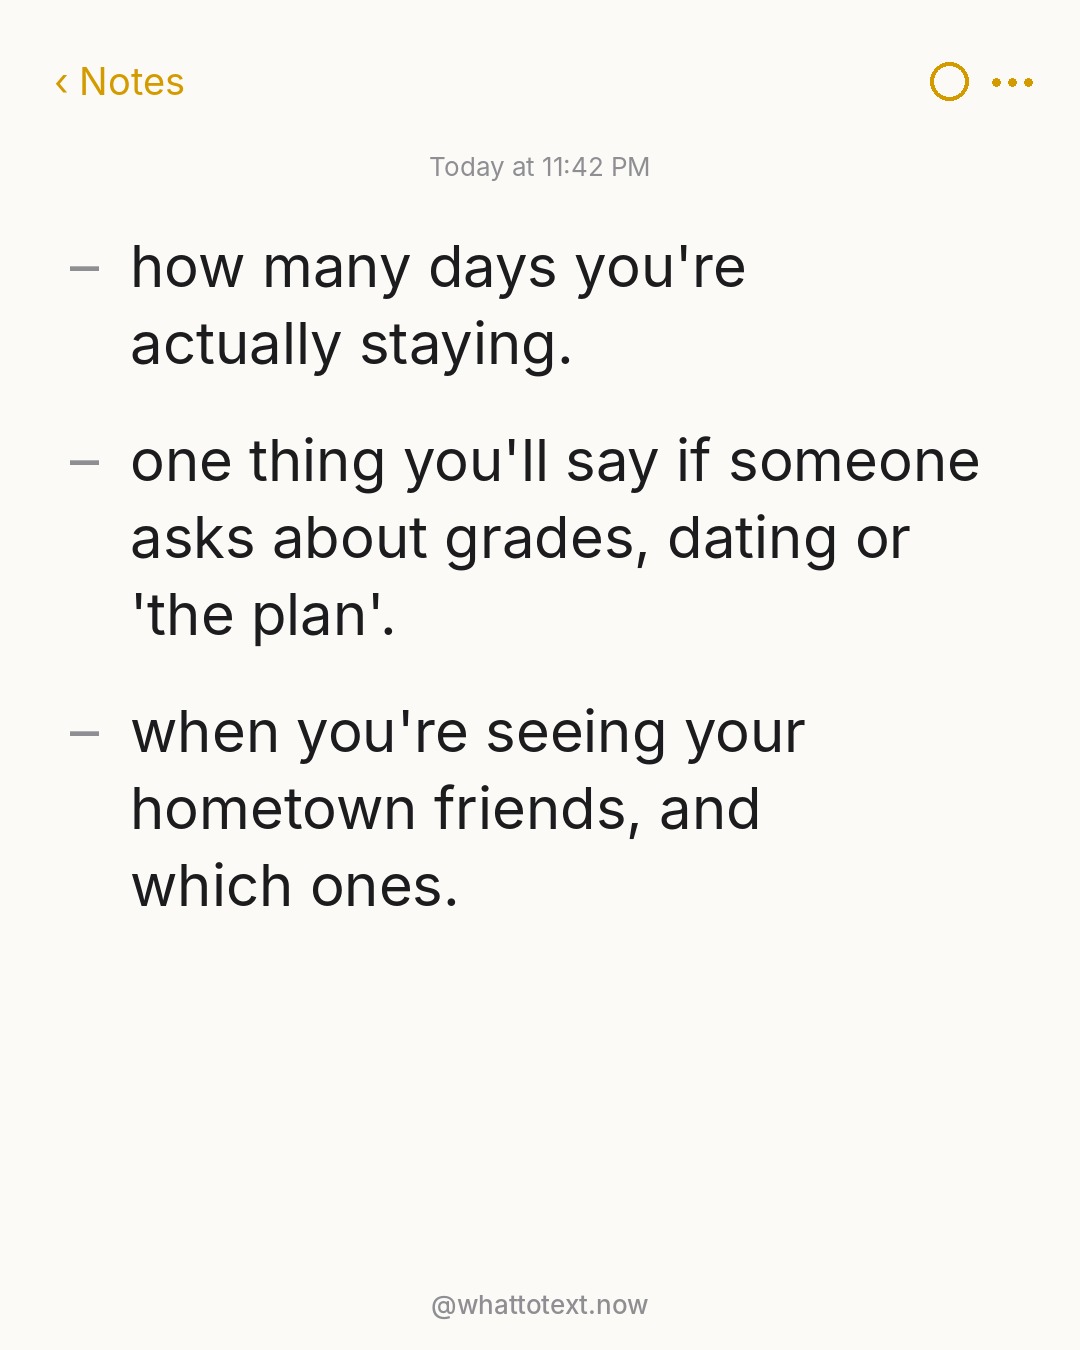 ‹ Notes
Today at 11:42 PM
– how many days you're
actually staying.
– one thing you'll say if someone
asks about grades, dating or
'the plan'.
– when you're seeing your
hometown friends, and
which ones.
@whattotext.now